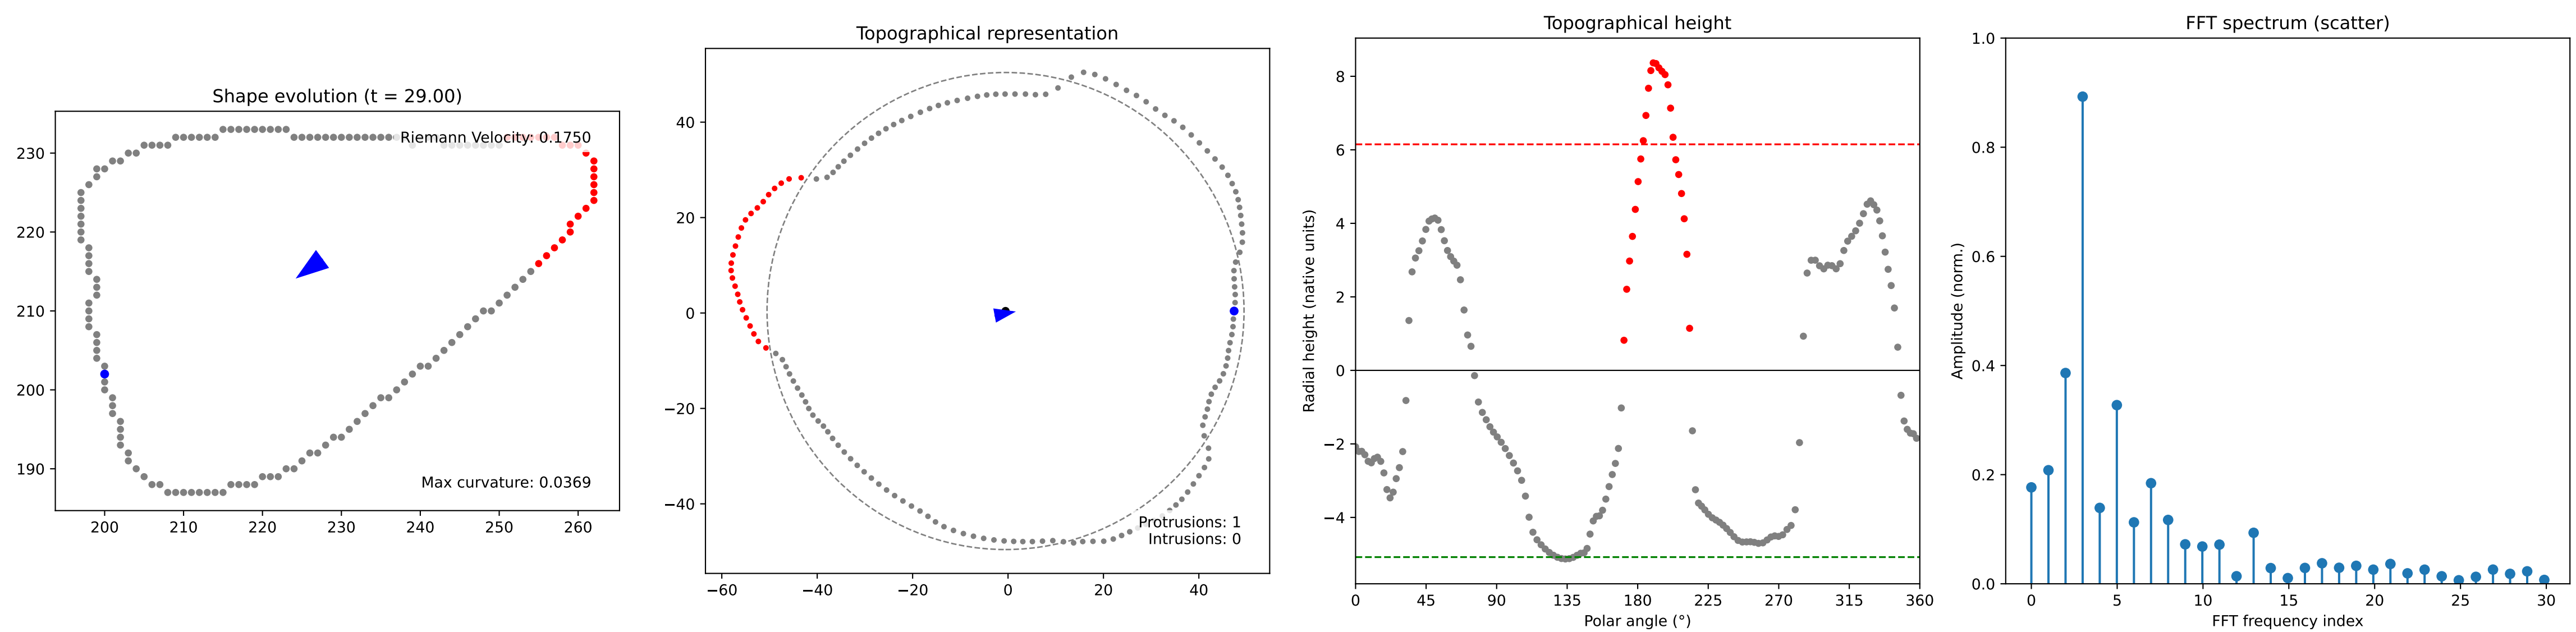 Shape evolution (t = 29.00)
Riemann Velocity: 0.1750
Max curvature: 0.0369
230
220
210
200
190
200 210 220 230 240 250 260
Topographical representation
40
20
0
−20
−40
−60 −40 −20 0 20 40
Protrusions: 1
Intrusions: 0
Topographical height
Radial height (native units)
8
6
4
2
0
−2
−4
0 45 90 135 180 225 270 315 360
Polar angle (°)
FFT spectrum (scatter)
Amplitude (norm.)
1.0
0.8
0.6
0.4
0.2
0.0
0 5 10 15 20 25 30
FFT frequency index